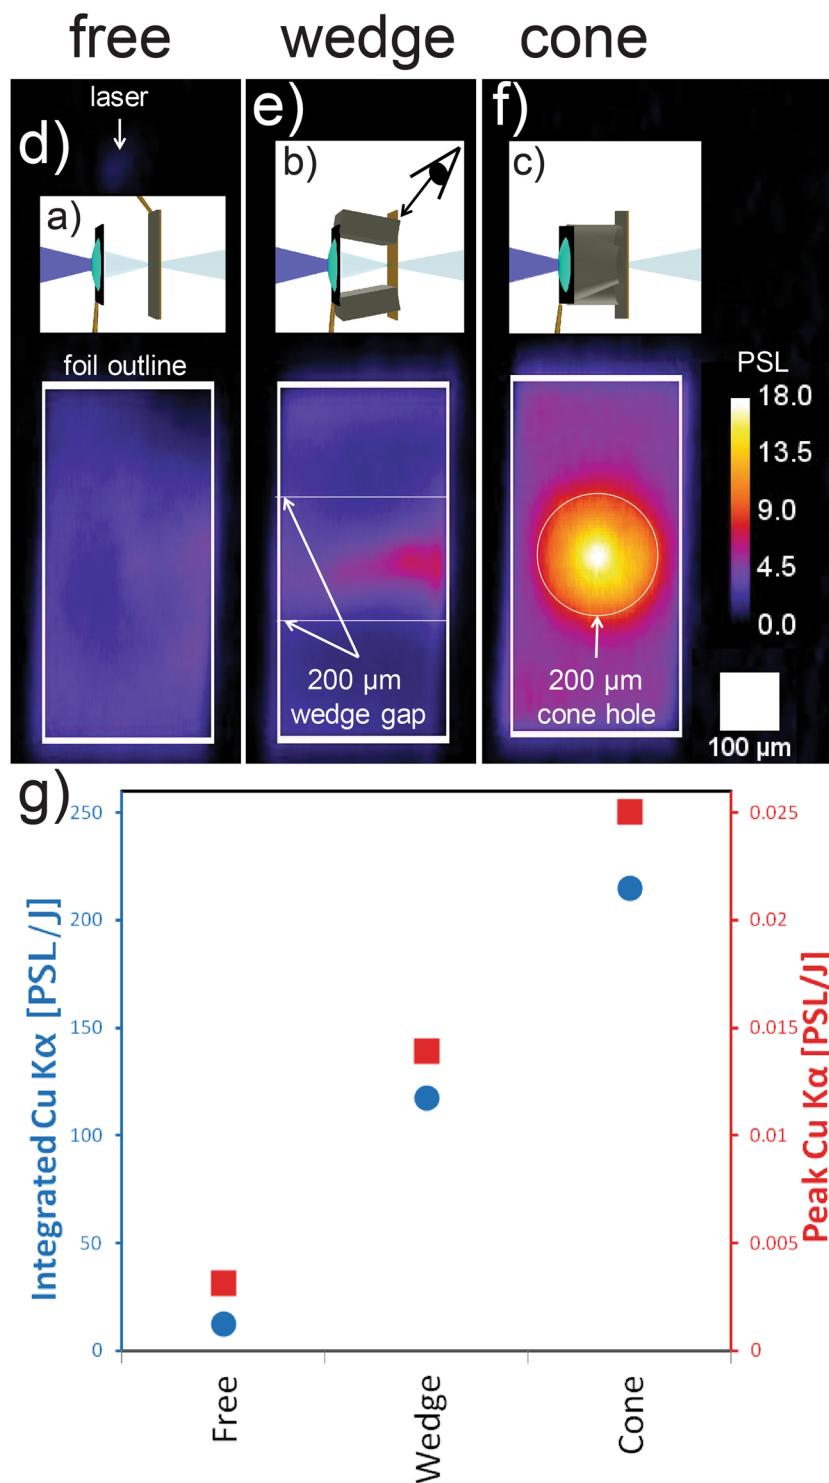 free wedge cone
d) laser e) f)
a) b) c)
foil outline
PSL
18.0
13.5
9.0
4.5
0.0
200 µm
wedge gap
200 µm
cone hole
100 µm
g)
Integrated Cu Kα [PSL/J]
250
200
150
100
50
0
0.025
0.02
0.015
0.01
0.005
0
Peak Cu Kα [PSL/J]
Free
Wedge
Cone